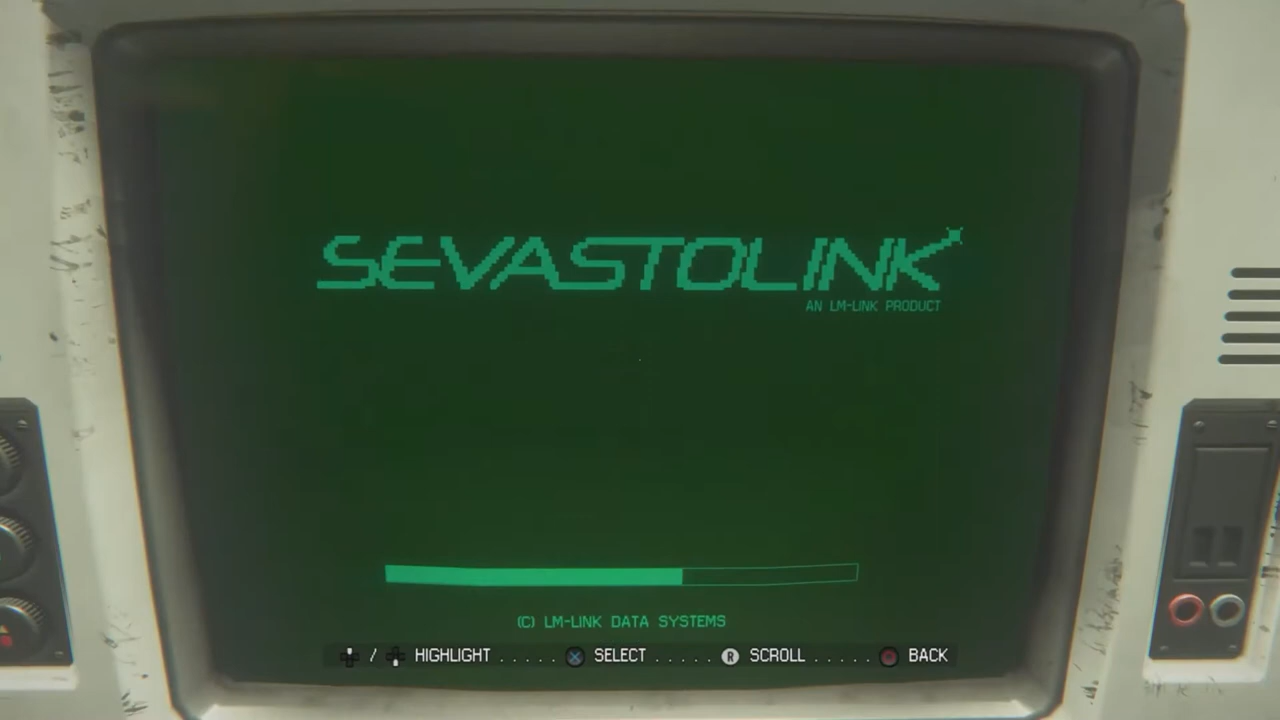 SEVASTOLINK
AN LM-LINK PRODUCT
(C) LM-LINK DATA SYSTEMS
/ HIGHLIGHT ..... SELECT ..... R SCROLL ..... BACK